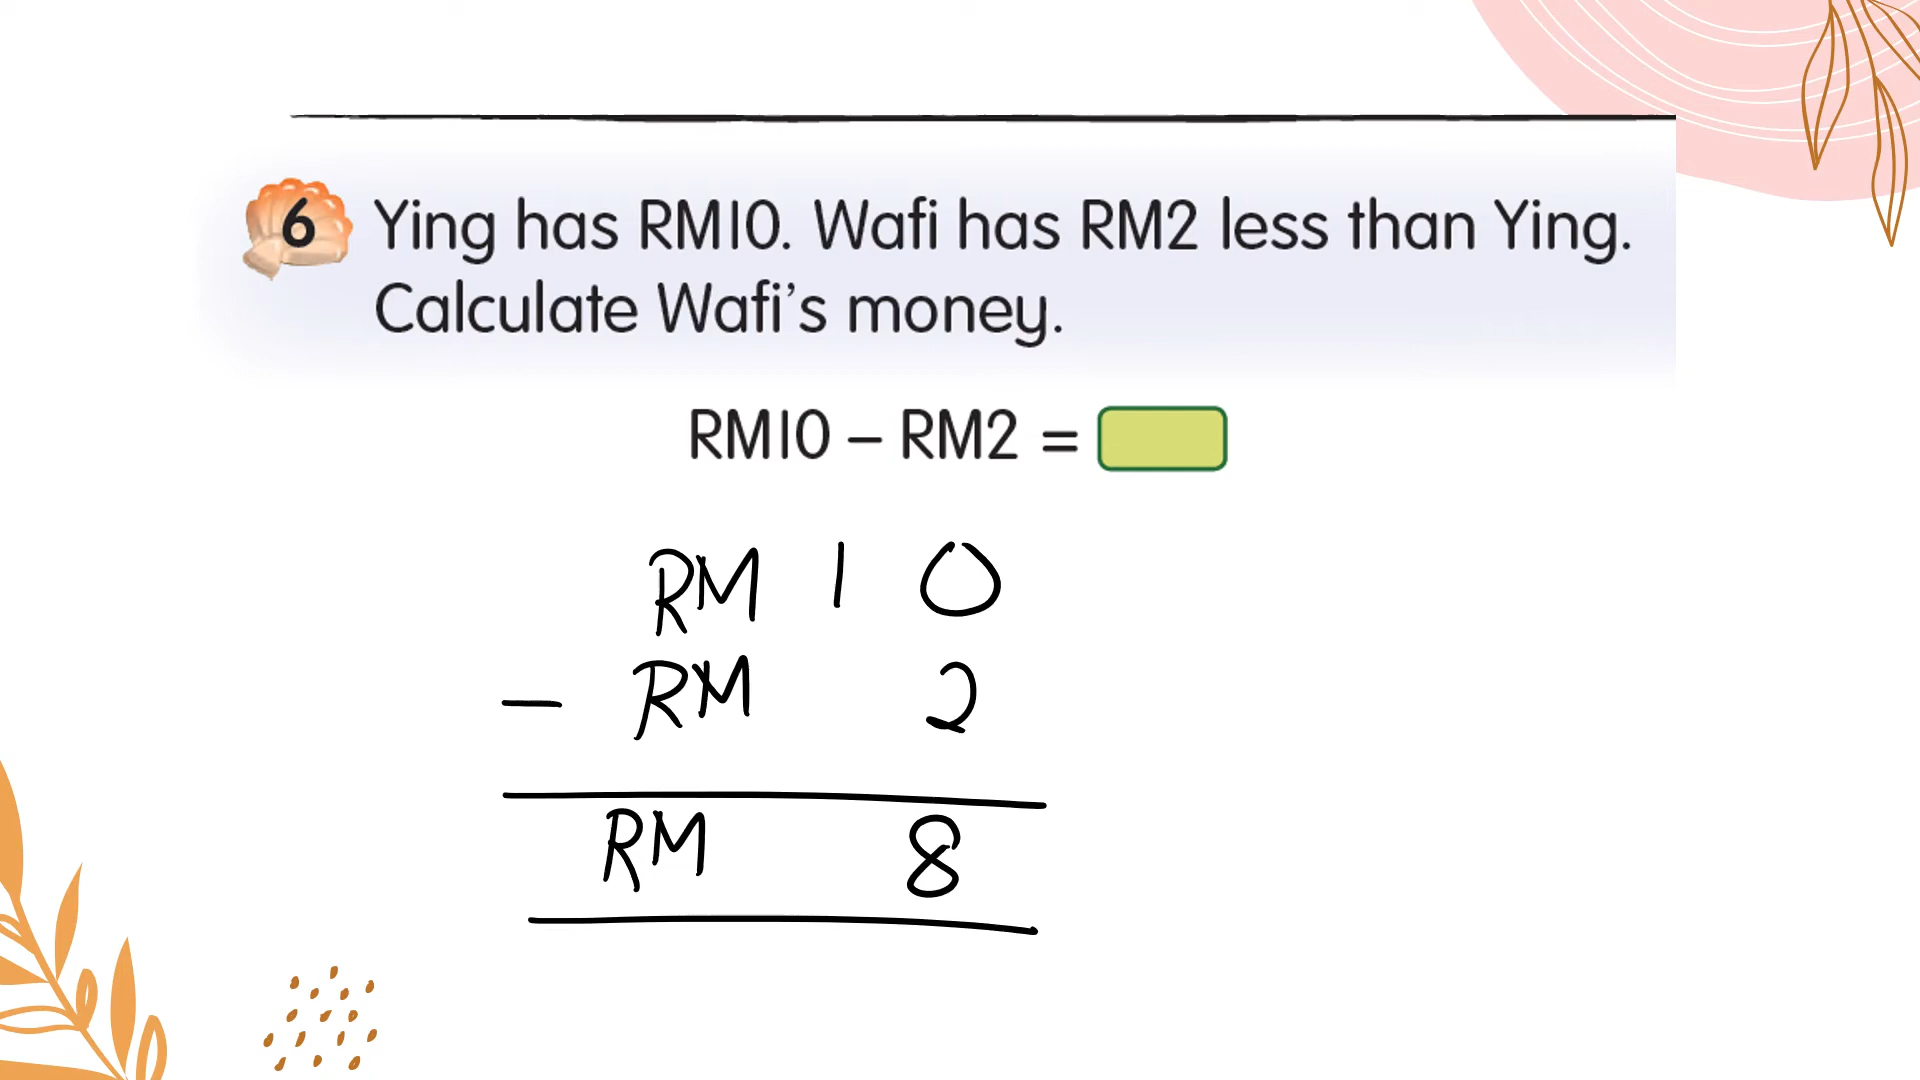 6 Ying has RM10. Wafi has RM2 less than Ying.
Calculate Wafi’s money.
RM10 – RM2 =
RM 1 0
– RM 2
RM 8